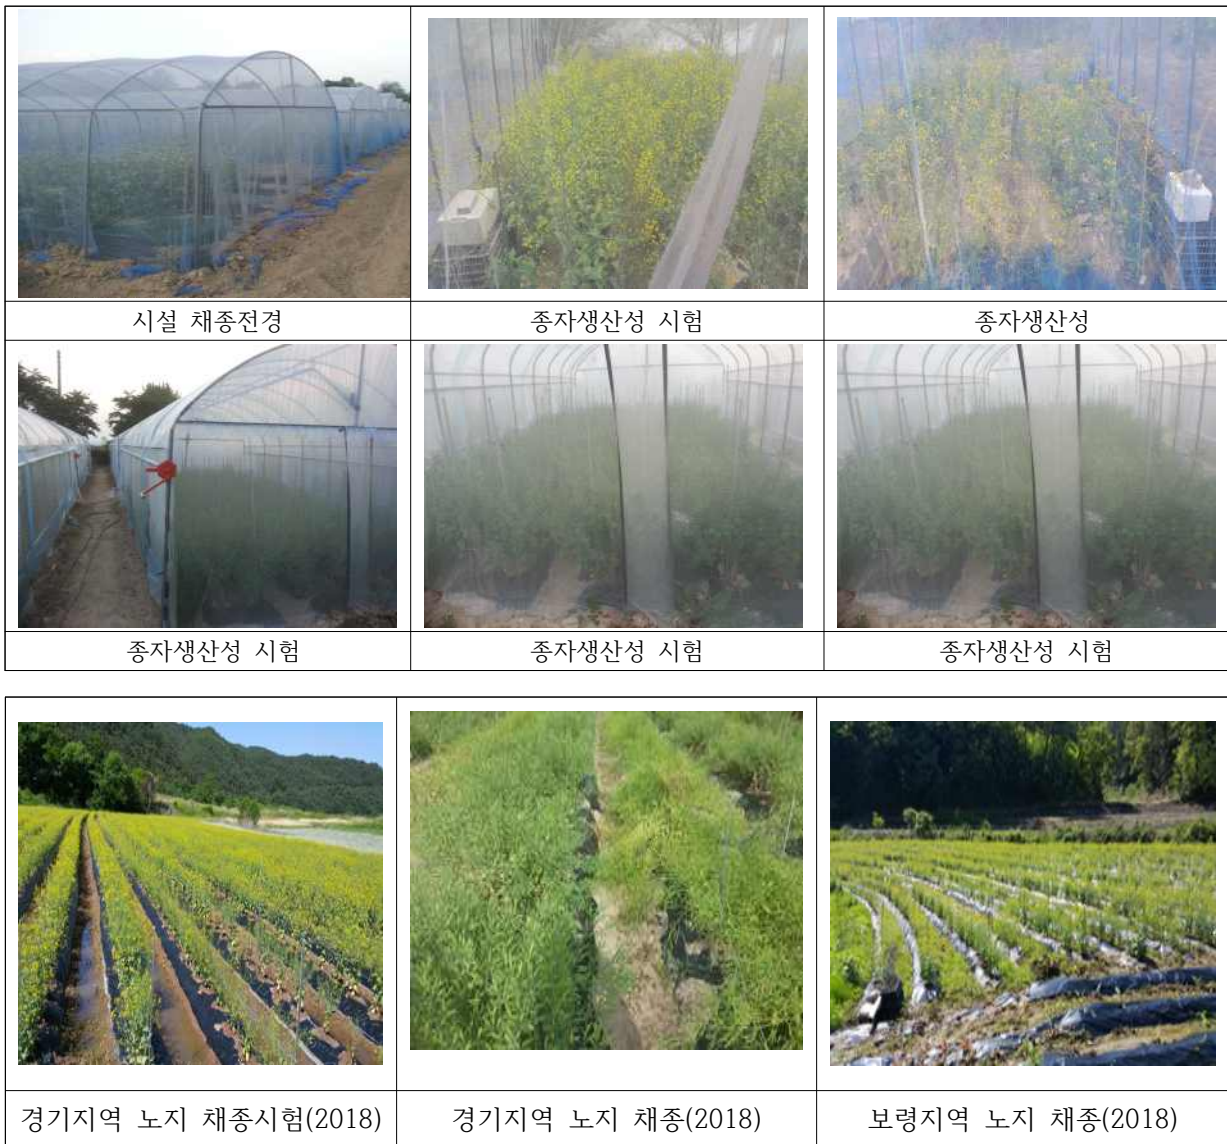 시설 채종전경
종자생산성 시험
종자생산성
종자생산성 시험
종자생산성 시험
종자생산성 시험
경기지역 노지 채종시험(2018)
경기지역 노지 채종(2018)
보령지역 노지 채종(2018)